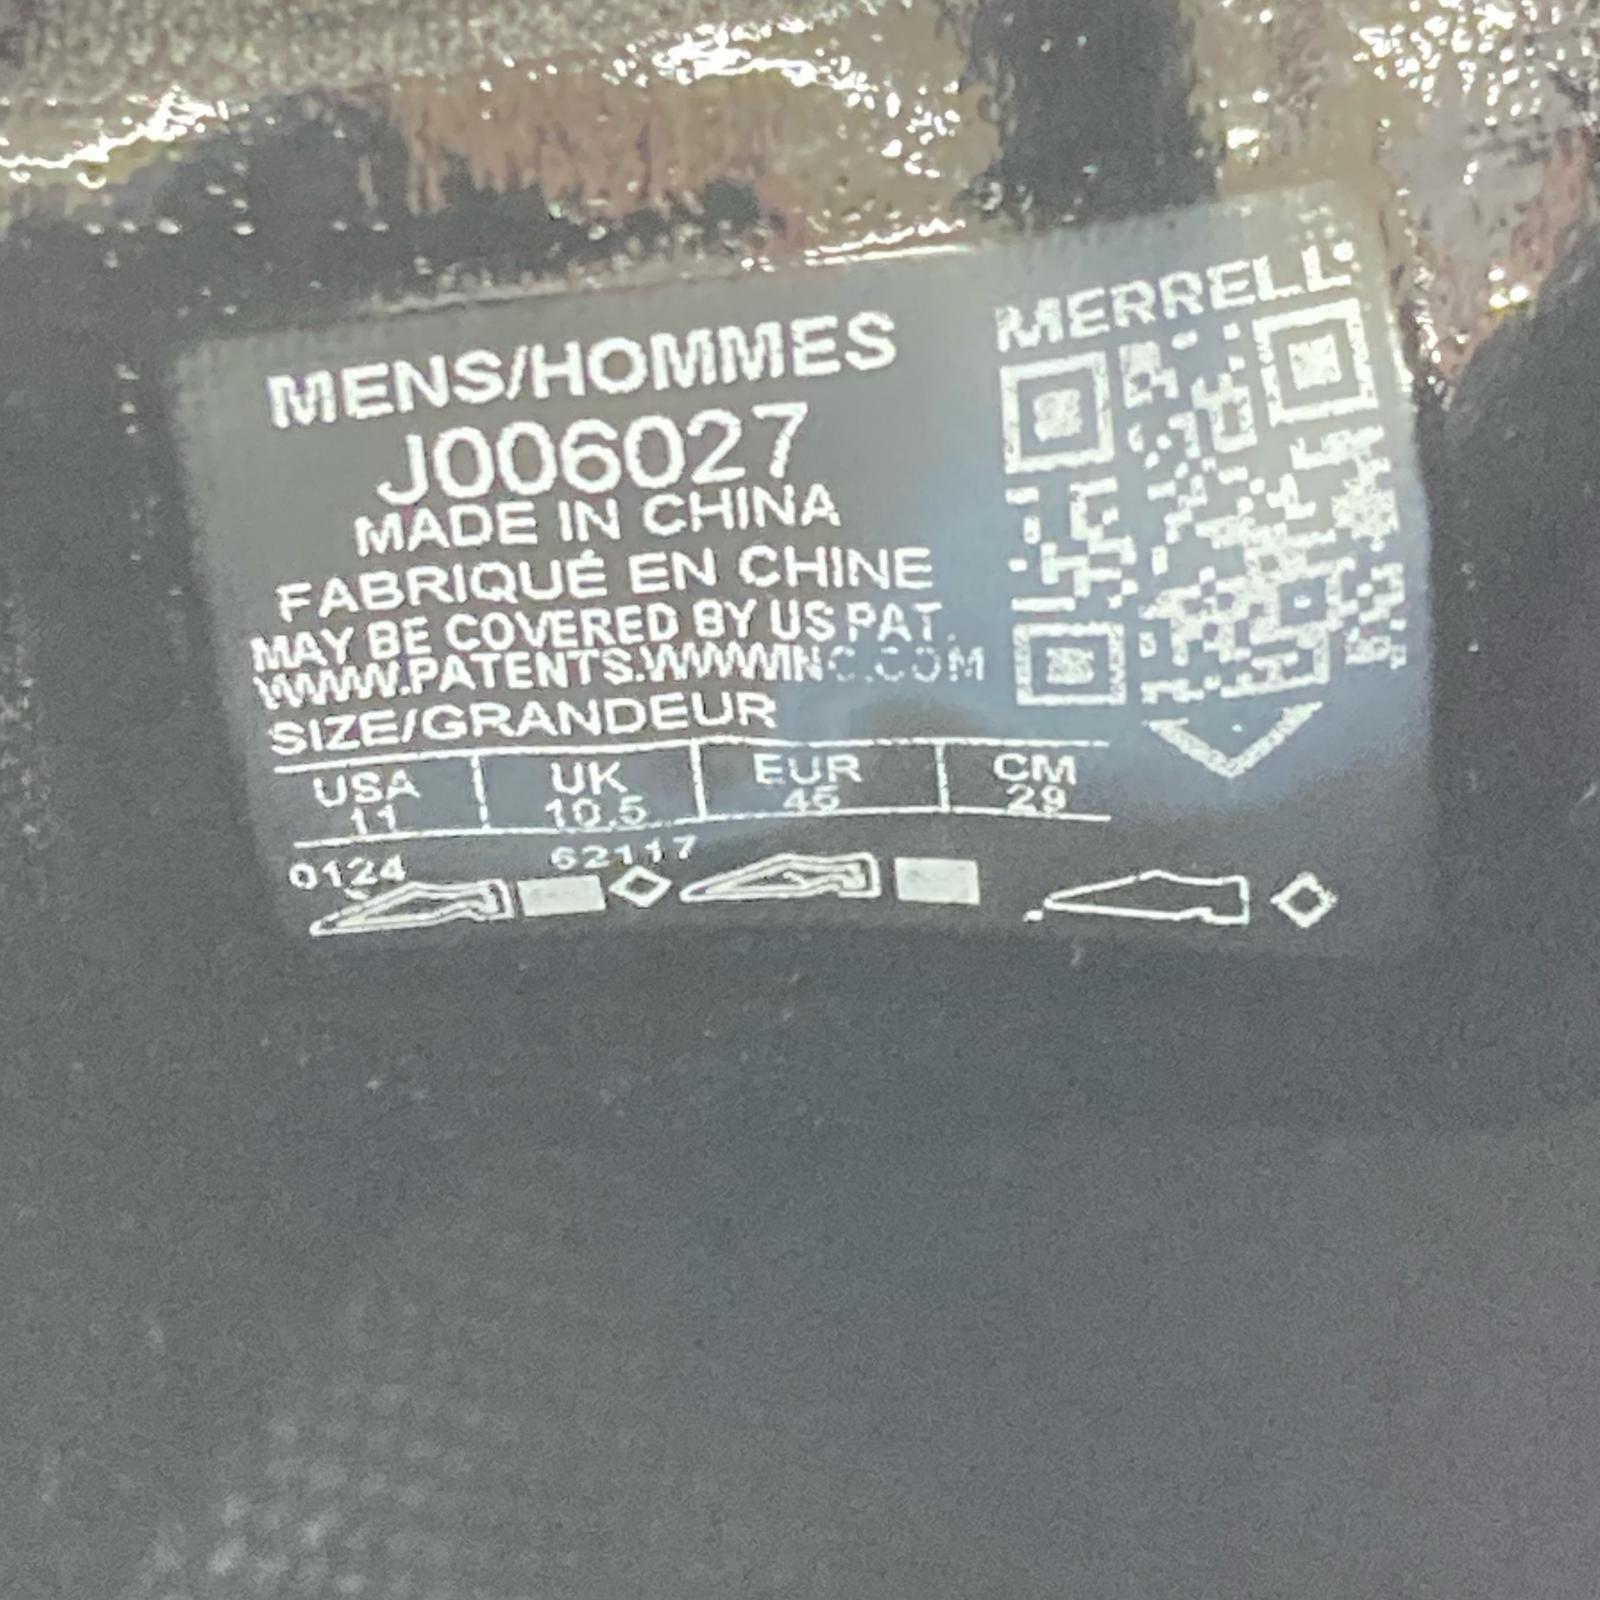 MERRELL
MENS/HOMMES
J006027
MADE IN CHINA
FABRIQUÉ EN CHINE
MAY BE COVERED BY US PAT.
WWW.PATENTS.WWWINC.COM
SIZE/GRANDEUR
USA UK EUR CM
11 10.5 45 29
0124 62117